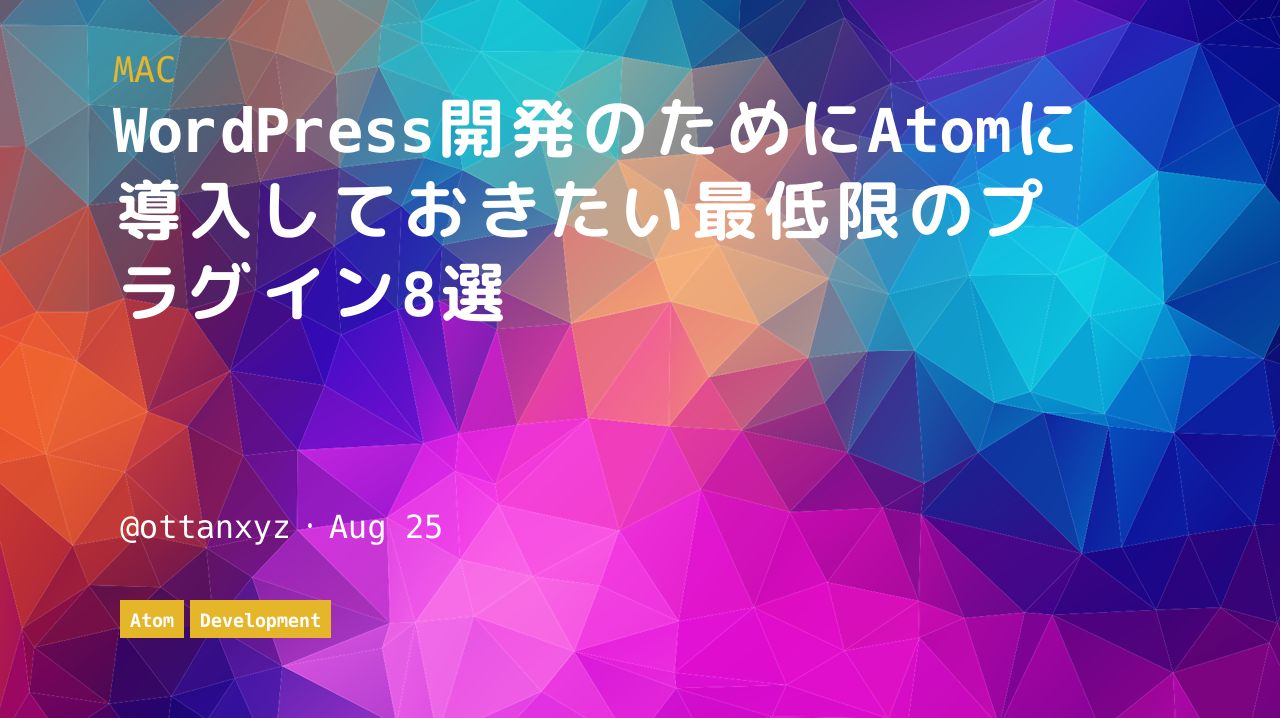 MAC
WordPress開発のためにAtomに
導入しておきたい最低限のプ
ラグイン8選
@ottanxyz · Aug 25
Atom Development